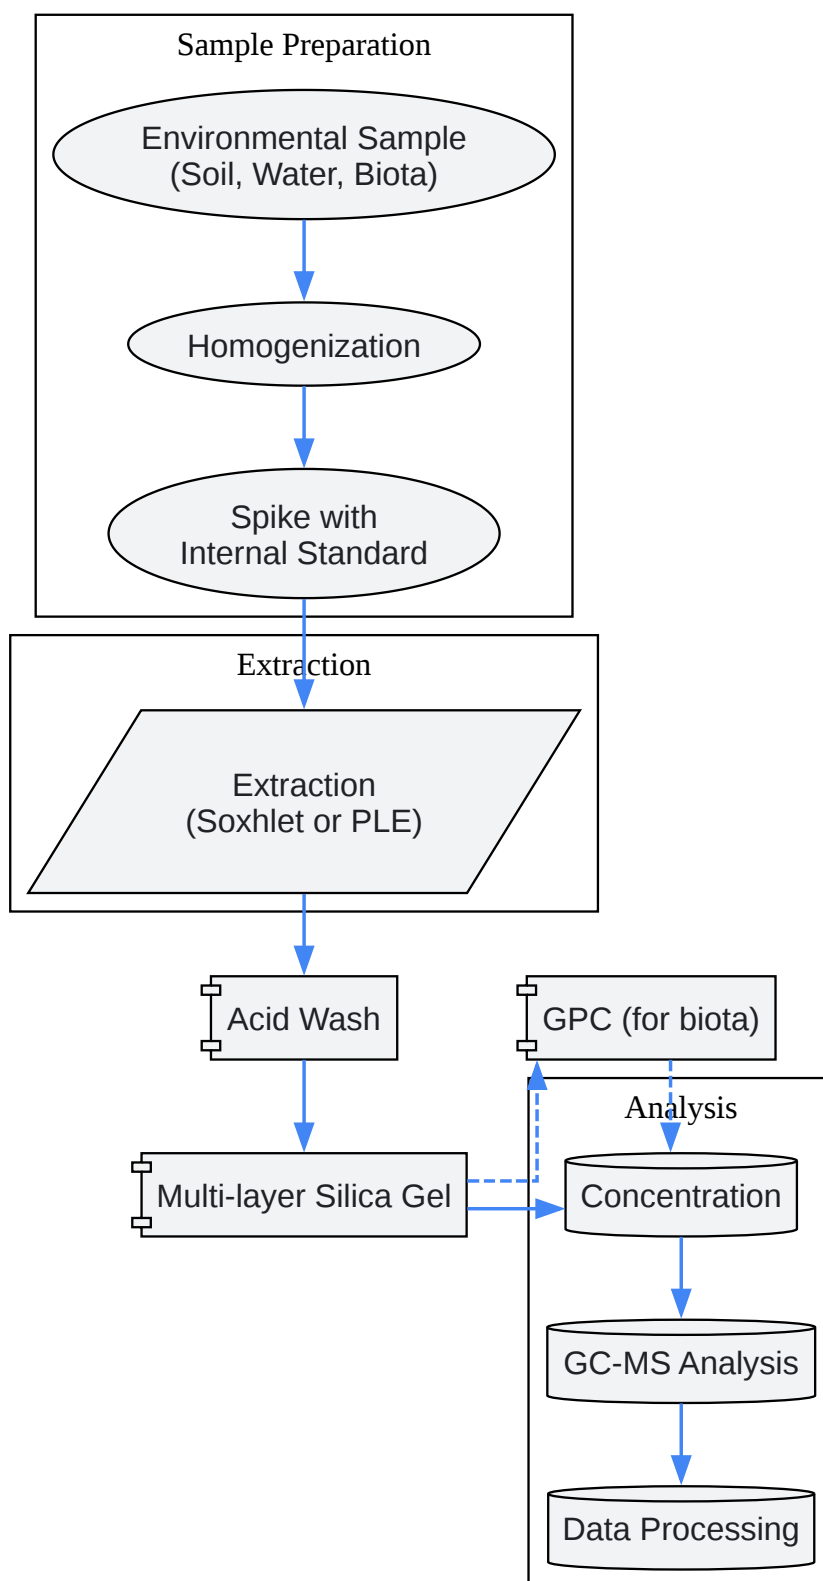 Sample Preparation
Environmental Sample
(Soil, Water, Biota)
Homogenization
Spike with
Internal Standard
Extraction
Extraction
(Soxhlet or PLE)
Acid Wash
GPC (for biota)
Analysis
Multi-layer Silica Gel
Concentration
GC-MS Analysis
Data Processing